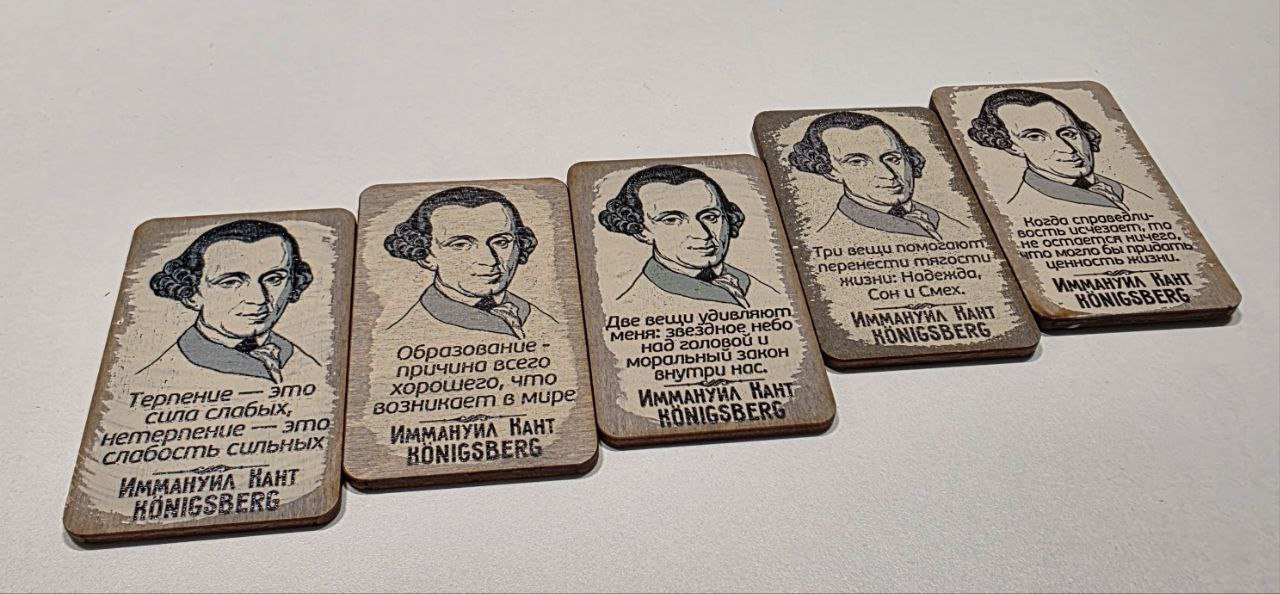 Терпение — это
сила слабых,
нетерпение — это
слабость сильных
Иммануил Кант
KÖNIGSBERG
Образование -
причина всего
хорошего, что
возникает в мире
Иммануил Кант
KÖNIGSBERG
Две вещи удивляют
меня: звездное небо
над головой и
моральный закон
внутри нас.
Иммануил Кант
KÖNIGSBERG
Три вещи помогают
перенести тягости
жизни: Надежда,
Сон и Смех.
Иммануил Кант
KÖNIGSBERG
Когда справедли-
вость исчезает, то
не остается ничего,
что могло бы придать
ценность жизни.
Иммануил Кант
KÖNIGSBERG